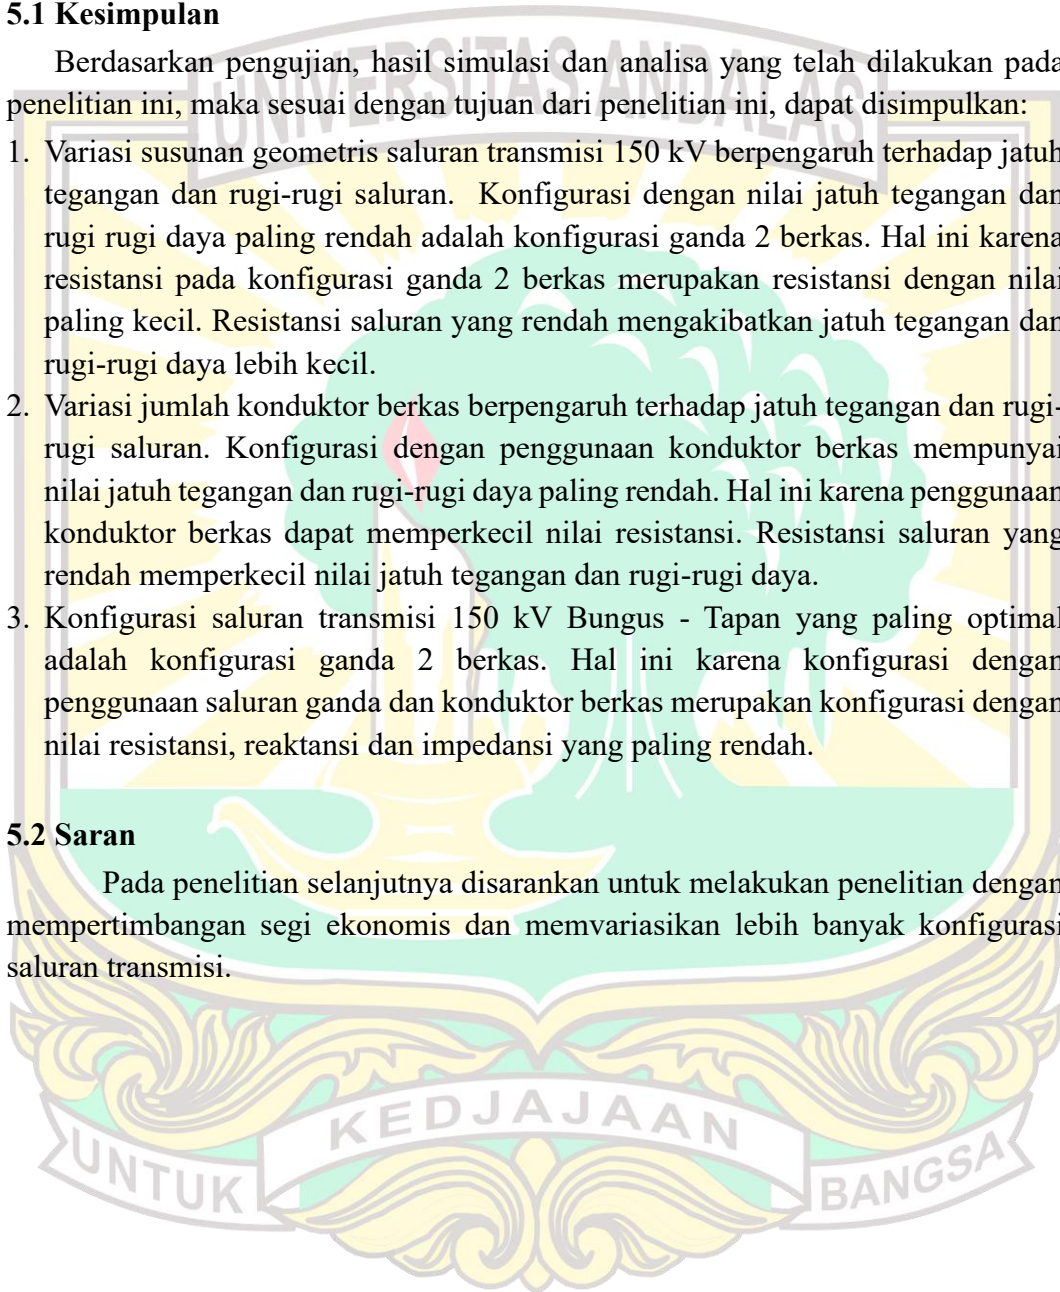 5.1 Kesimpulan
Berdasarkan pengujian, hasil simulasi dan analisa yang telah dilakukan pada
penelitian ini, maka sesuai dengan tujuan dari penelitian ini, dapat disimpulkan:
1. Variasi susunan geometris saluran transmisi 150 kV berpengaruh terhadap jatuh
tegangan dan rugi-rugi saluran. Konfigurasi dengan nilai jatuh tegangan dan
rugi rugi daya paling rendah adalah konfigurasi ganda 2 berkas. Hal ini karena
resistansi pada konfigurasi ganda 2 berkas merupakan resistansi dengan nilai
paling kecil. Resistansi saluran yang rendah mengakibatkan jatuh tegangan dan
rugi-rugi daya lebih kecil.
2. Variasi jumlah konduktor berkas berpengaruh terhadap jatuh tegangan dan rugi-
rugi saluran. Konfigurasi dengan penggunaan konduktor berkas mempunyai
nilai jatuh tegangan dan rugi-rugi daya paling rendah. Hal ini karena penggunaan
konduktor berkas dapat memperkecil nilai resistansi. Resistansi saluran yang
rendah memperkecil nilai jatuh tegangan dan rugi-rugi daya.
3. Konfigurasi saluran transmisi 150 kV Bungus - Tapan yang paling optimal
adalah konfigurasi ganda 2 berkas. Hal ini karena konfigurasi dengan
penggunaan saluran ganda dan konduktor berkas merupakan konfigurasi dengan
nilai resistansi, reaktansi dan impedansi yang paling rendah.
5.2 Saran
Pada penelitian selanjutnya disarankan untuk melakukan penelitian dengan
mempertimbangan segi ekonomis dan memvariasikan lebih banyak konfigurasi
saluran transmisi.
UNIVERSITAS ANDALAS
UNTUK KEDJAJAAN BANGSA